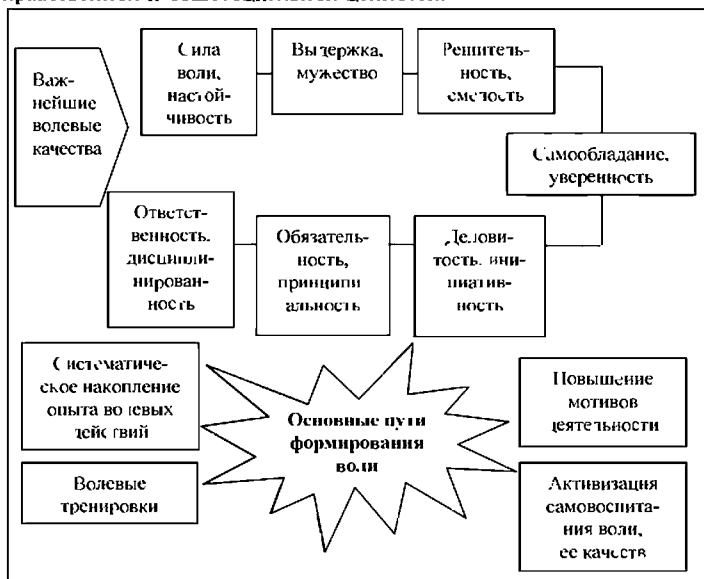 Важ-
нейшие
волевые
качества
Сила
воли,
настой-
чивость
Выдержка,
мужество
Решитель-
ность,
смелость
Самообладание,
уверенность
Ответст-
венность,
дисципли-
нирован-
ность
Обязатель-
ность,
принципи
альность
Делови-
тость, ини-
циатив-
ность
Систематиче-
ское накопление
опыта волевых
действий
Волевые
тренировки
Основные пути
формирования
воли
Повышение
мотивов
деятельности
Активизация
самовоспита-
ния воли,
ее качеств